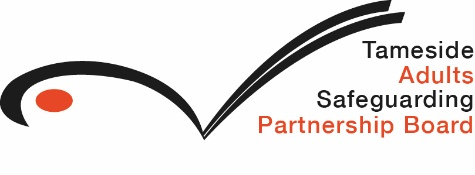 Tameside
Adults
Safeguarding
Partnership Board